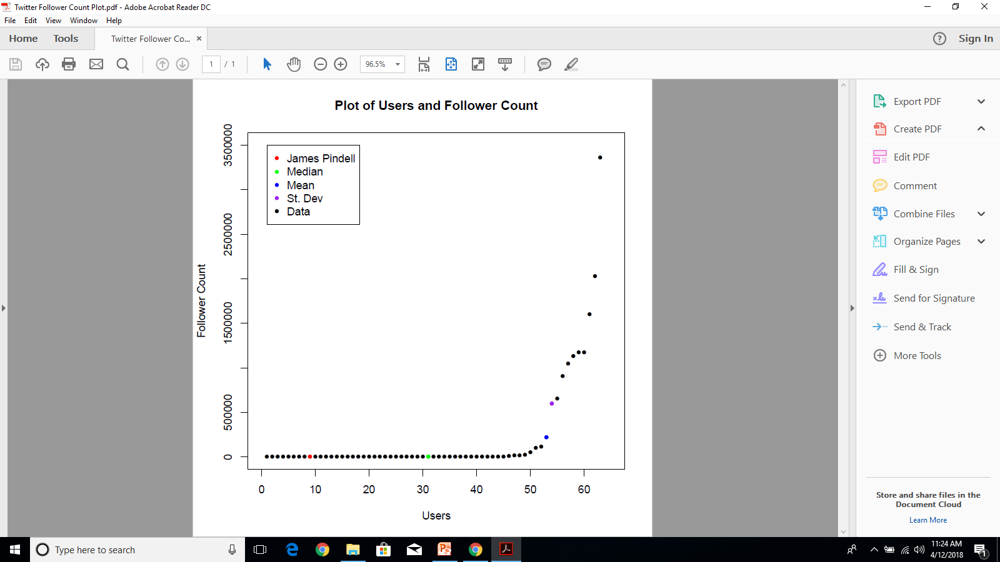 Twitter Follower Count Plot.pdf - Adobe Acrobat Reader DC
File Edit View Window Help
Home Tools Twitter Follower Co... × Sign In
1 / 1 96.5%
Plot of Users and Follower Count
3500000
2500000
1500000
500000
0
Follower Count
James Pindell
Median
Mean
St. Dev
Data
0 10 20 30 40 50 60
Users
Export PDF
Create PDF
Edit PDF
Comment
Combine Files
Organize Pages
Fill & Sign
Send for Signature
Send & Track
More Tools
Store and share files in the
Document Cloud
Learn More
Type here to search
11:24 AM
4/12/2018
1